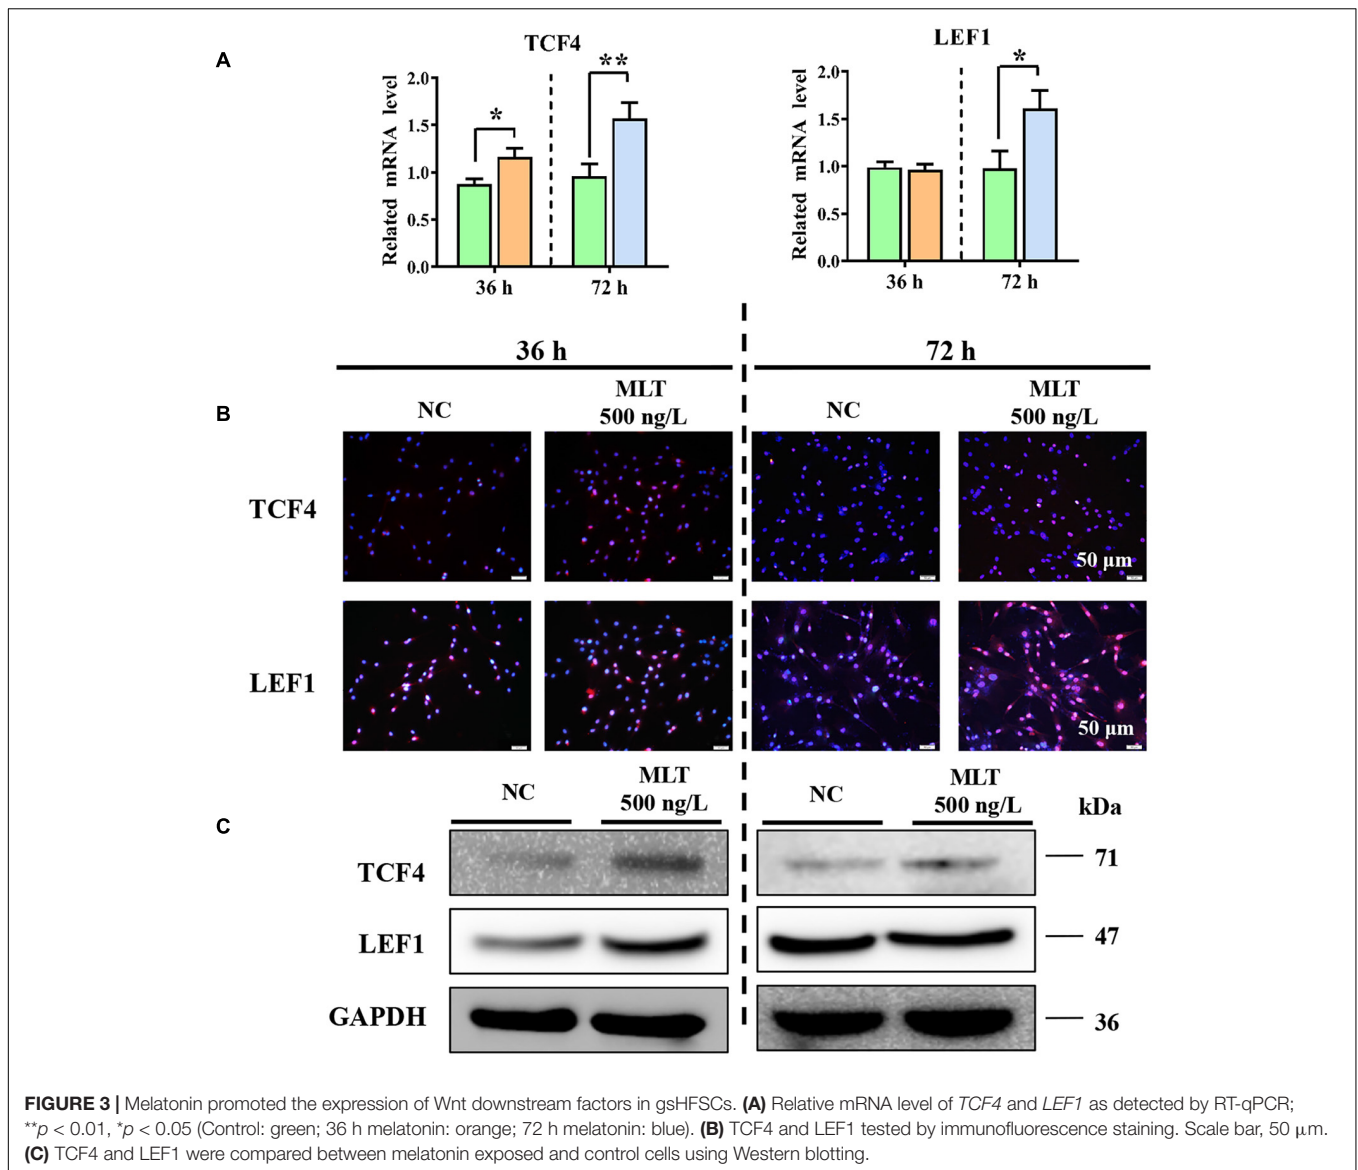 A
TCF4
Related mRNA level
2.0
1.5
1.0
0.5
0.0
*
**
36 h
72 h
LEF1
Related mRNA level
2.0
1.5
1.0
0.5
0.0
*
36 h
72 h
36 h
72 h
B
NC
MLT
500 ng/L
NC
MLT
500 ng/L
TCF4
50 μm
LEF1
50 μm
C
NC
MLT
500 ng/L
NC
MLT
500 ng/L
kDa
TCF4
71
LEF1
47
GAPDH
36
FIGURE 3 | Melatonin promoted the expression of Wnt downstream factors in gsHFSCs. (A) Relative mRNA level of TCF4 and LEF1 as detected by RT-qPCR;
**p < 0.01, *p < 0.05 (Control: green; 36 h melatonin: orange; 72 h melatonin: blue). (B) TCF4 and LEF1 tested by immunofluorescence staining. Scale bar, 50 μm.
(C) TCF4 and LEF1 were compared between melatonin exposed and control cells using Western blotting.